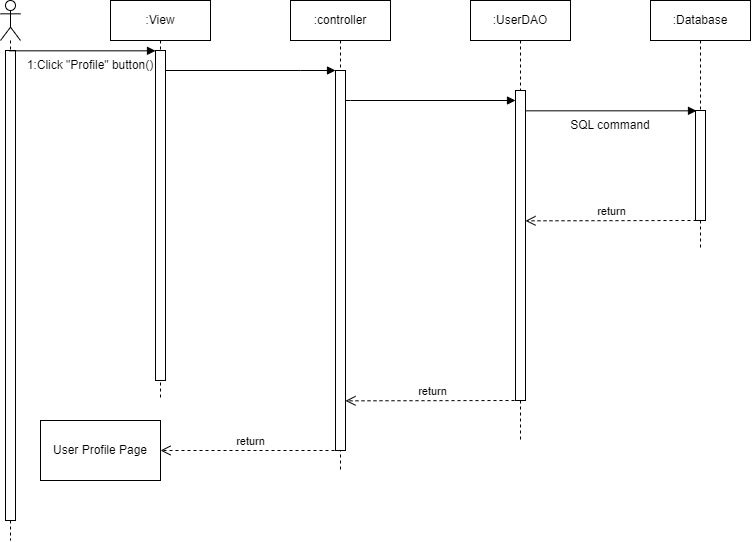 :View
:controller
:UserDAO
:Database
1:Click "Profile" button()
SQL command
return
return
return
User Profile Page